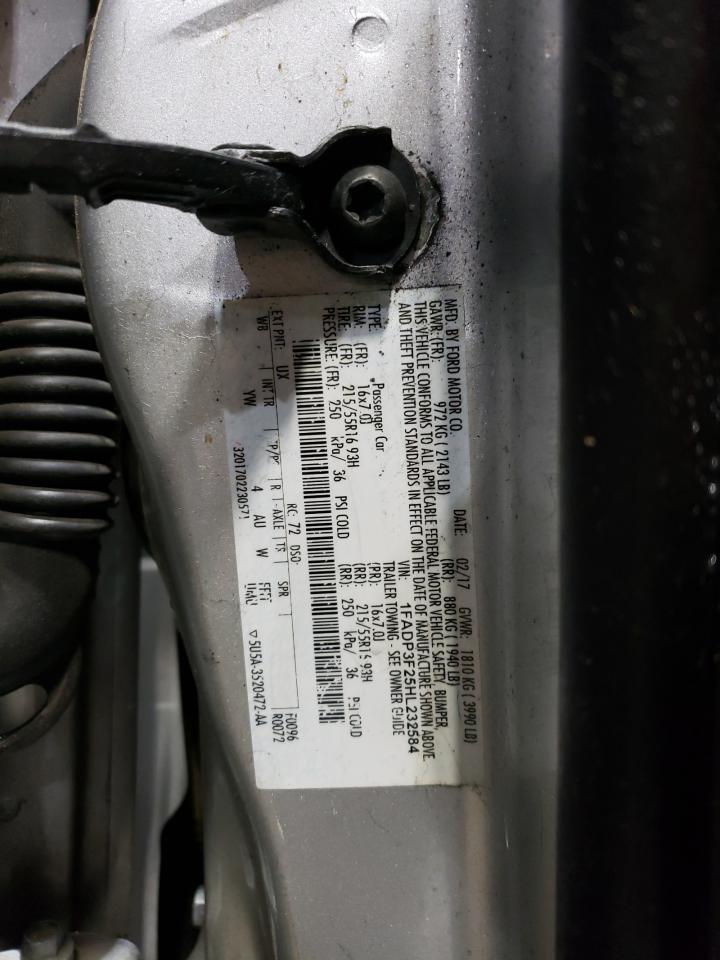 MFD. BY FORD MOTOR CO. DATE: 02/17 GVWR: 1810 KG ( 3990 LB)
GAWR: (FR): 972 KG ( 2143 LB) (RR): 880 KG ( 1940 LB)
THIS VEHICLE CONFORMS TO ALL APPLICABLE FEDERAL MOTOR VEHICLE SAFETY, BUMPER,
AND THEFT PREVENTION STANDARDS IN EFFECT ON THE DATE OF MANUFACTURE SHOWN ABOVE.
VIN: 1FADP3F25HL232584
TYPE: Passenger Car TRAILER TOWING - SEE OWNER GUIDE
RIM: (FR): 16x7.0J (RR): 16x7.0J
TIRE: (FR): 215/55R16 93H (RR): 215/55R16 93H
PRESSURE: (FR): 250 kPa/ 36 PSI COLD (RR): 250 kPa/ 36 PSI COLD
RC: 72 DSO: F0096
R0072
EXT PNT: UX INT TR TP/PS R AXLE TR SPR
WB YW 4 AU W
320170223057 ▽5U5A-3520472-AA